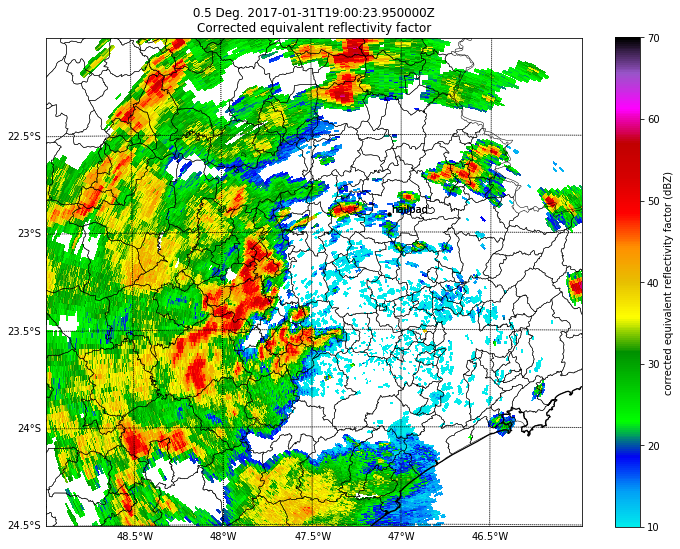 0.5 Deg. 2017-01-31T19:00:23.950000Z
Corrected equivalent reflectivity factor
70
60
50
40
30
20
10
corrected equivalent reflectivity factor (dBZ)
22.5°S
23°S
23.5°S
24°S
24.5°S
48.5°W
48°W
47.5°W
47°W
46.5°W